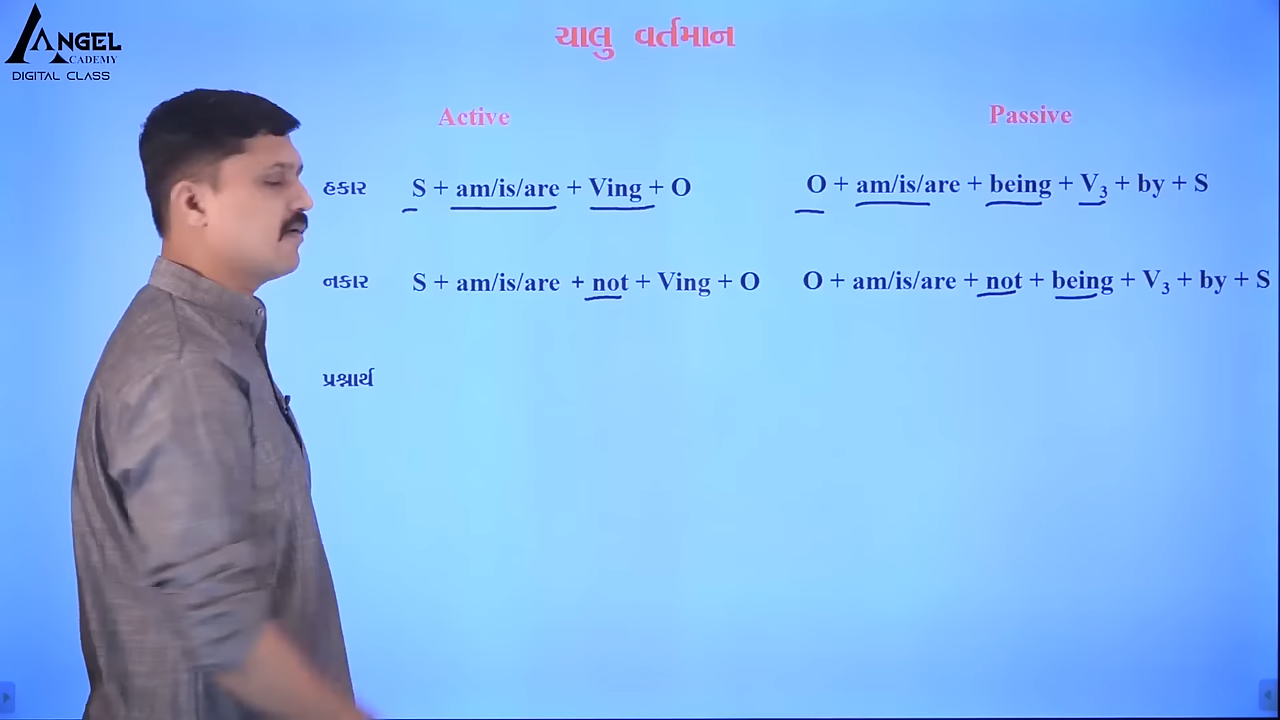 ANGEL
ACADEMY
DIGITAL CLASS
ચાલુ વર્તમાન
Active Passive
હકાર S + am/is/are + Ving + O O + am/is/are + being + V₃ + by + S
નકાર S + am/is/are + not + Ving + O O + am/is/are + not + being + V₃ + by + S
પ્રશ્નાર્થ